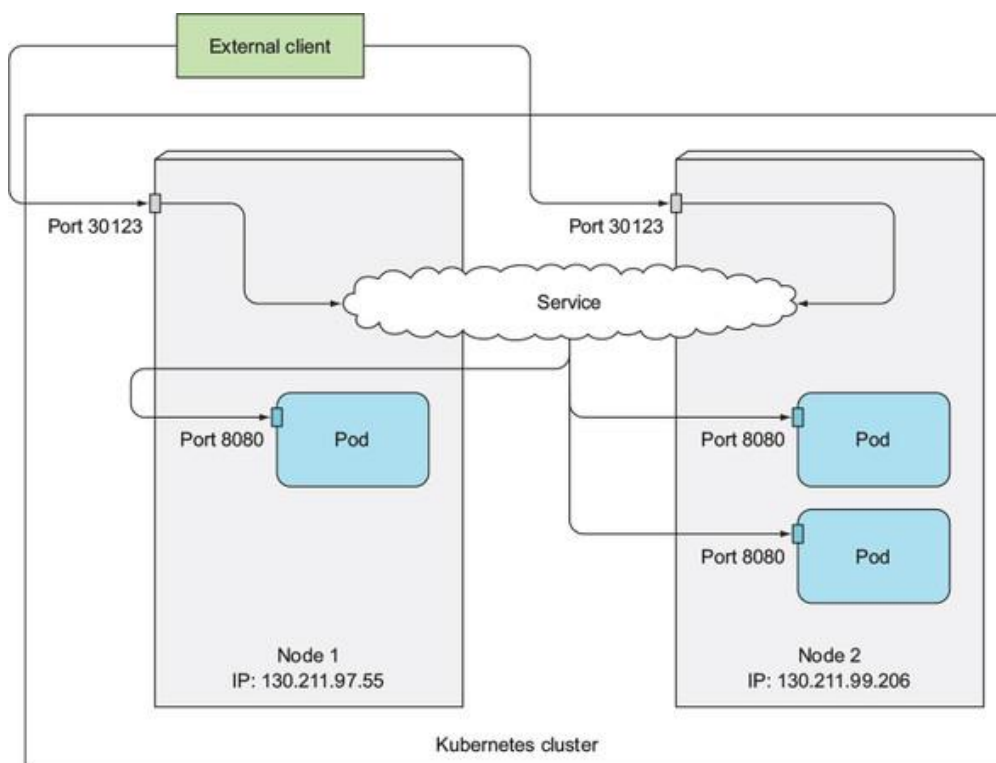 External client
Port 30123
Port 30123
Service
Port 8080
Pod
Port 8080
Pod
Port 8080
Pod
Node 1
IP: 130.211.97.55
Node 2
IP: 130.211.99.206
Kubernetes cluster